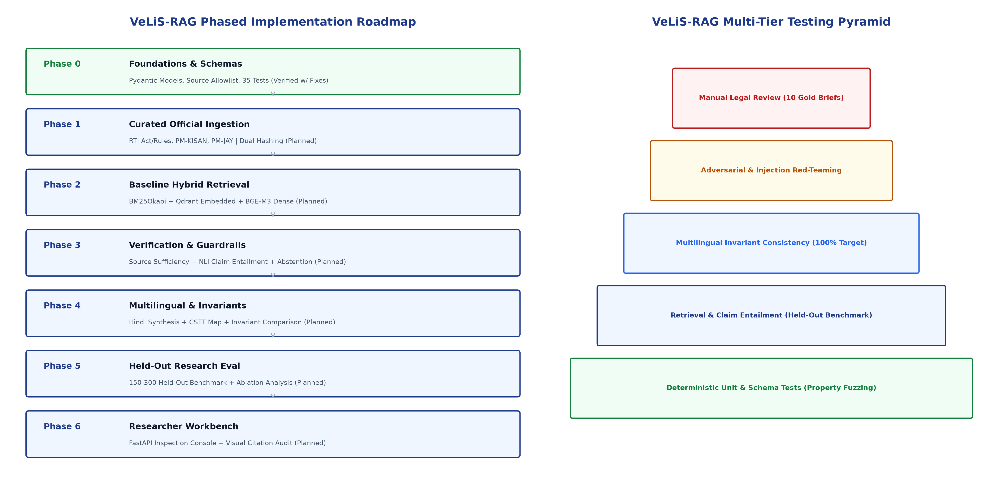 VeLiS-RAG Phased Implementation Roadmap
Phase 0
Foundations & Schemas
Pydantic Models, Source Allowlist, 35 Tests (Verified w/ Fixes)
Phase 1
Curated Official Ingestion
RTI Act/Rules, PM-KISAN, PM-JAY | Dual Hashing (Planned)
Phase 2
Baseline Hybrid Retrieval
BM25Okapi + Qdrant Embedded + BGE-M3 Dense (Planned)
Phase 3
Verification & Guardrails
Source Sufficiency + NLI Claim Entailment + Abstention (Planned)
Phase 4
Multilingual & Invariants
Hindi Synthesis + CSTT Map + Invariant Comparison (Planned)
Phase 5
Held-Out Research Eval
150-300 Held-Out Benchmark + Ablation Analysis (Planned)
Phase 6
Researcher Workbench
FastAPI Inspection Console + Visual Citation Audit (Planned)
VeLiS-RAG Multi-Tier Testing Pyramid
Manual Legal Review (10 Gold Briefs)
Adversarial & Injection Red-Teaming
Multilingual Invariant Consistency (100% Target)
Retrieval & Claim Entailment (Held-Out Benchmark)
Deterministic Unit & Schema Tests (Property Fuzzing)